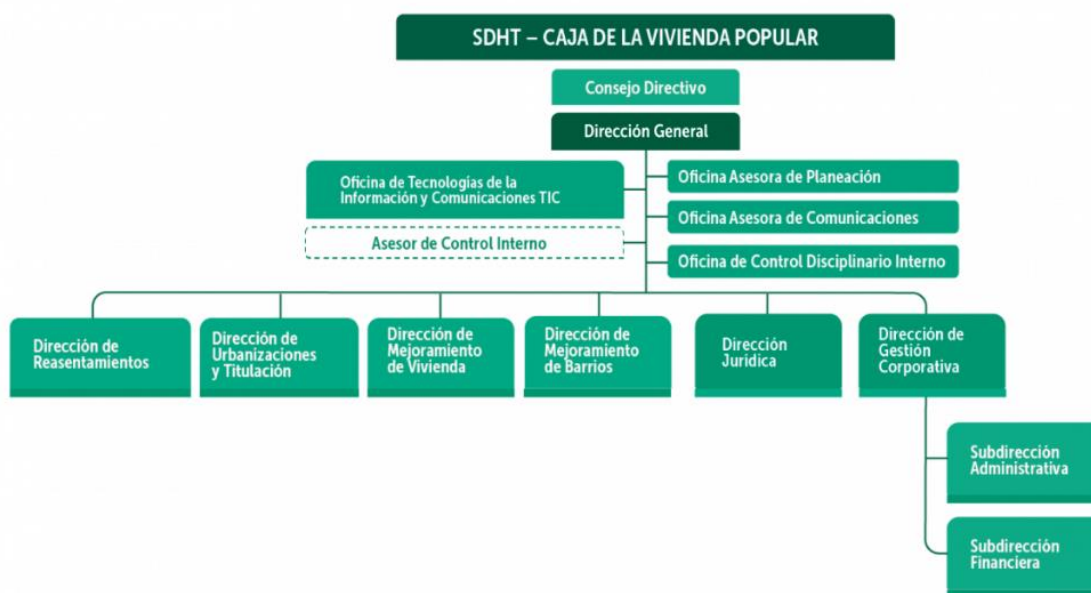 SDHT – CAJA DE LA VIVIENDA POPULAR
Consejo Directivo
Dirección General
Oficina de Tecnologías de la
Información y Comunicaciones TIC
Asesor de Control Interno
Oficina Asesora de Planeación
Oficina Asesora de Comunicaciones
Oficina de Control Disciplinario Interno
Dirección de
Reasentamientos
Dirección de
Urbanizaciones
y Titulación
Dirección de
Mejoramiento
de Vivienda
Dirección de
Mejoramiento
de Barrios
Dirección
Jurídica
Dirección de
Gestión
Corporativa
Subdirección
Administrativa
Subdirección
Financiera